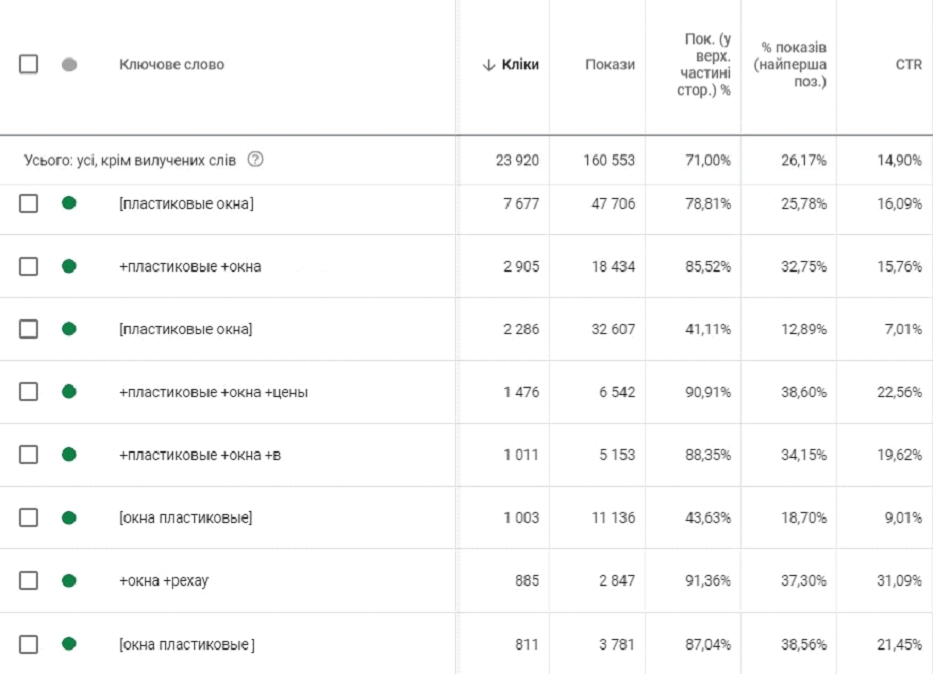 Ключове слово ↓ Кліки Покази Пок. (у верх. частині стор.) % % показів (найперша поз.) CTR
Усього: усі, крім вилучених слів 23 920 160 553 71,00% 26,17% 14,90%
[пластиковые окна] 7 677 47 706 78,81% 25,78% 16,09%
+пластиковые +окна 2 905 18 434 85,52% 32,75% 15,76%
[пластиковые окна] 2 286 32 607 41,11% 12,89% 7,01%
+пластиковые +окна +цены 1 476 6 542 90,91% 38,60% 22,56%
+пластиковые +окна +в 1 011 5 153 88,35% 34,15% 19,62%
[окна пластиковые] 1 003 11 136 43,63% 18,70% 9,01%
+окна +рехау 885 2 847 91,36% 37,30% 31,09%
[окна пластиковые] 811 3 781 87,04% 38,56% 21,45%